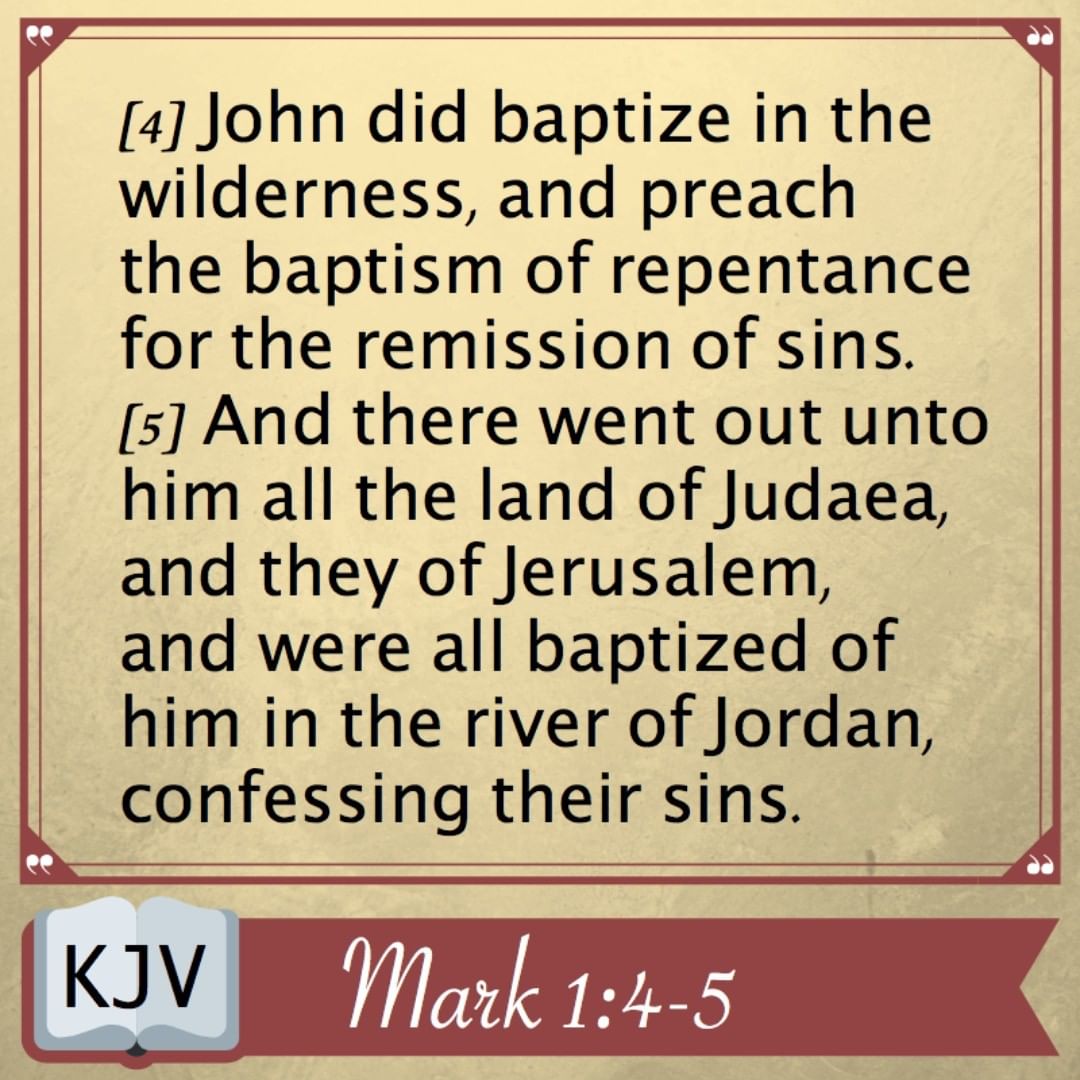 [4] John did baptize in the
wilderness, and preach
the baptism of repentance
for the remission of sins.
[5] And there went out unto
him all the land of Judaea,
and they of Jerusalem,
and were all baptized of
him in the river of Jordan,
confessing their sins.
KJV
Mark 1:4-5